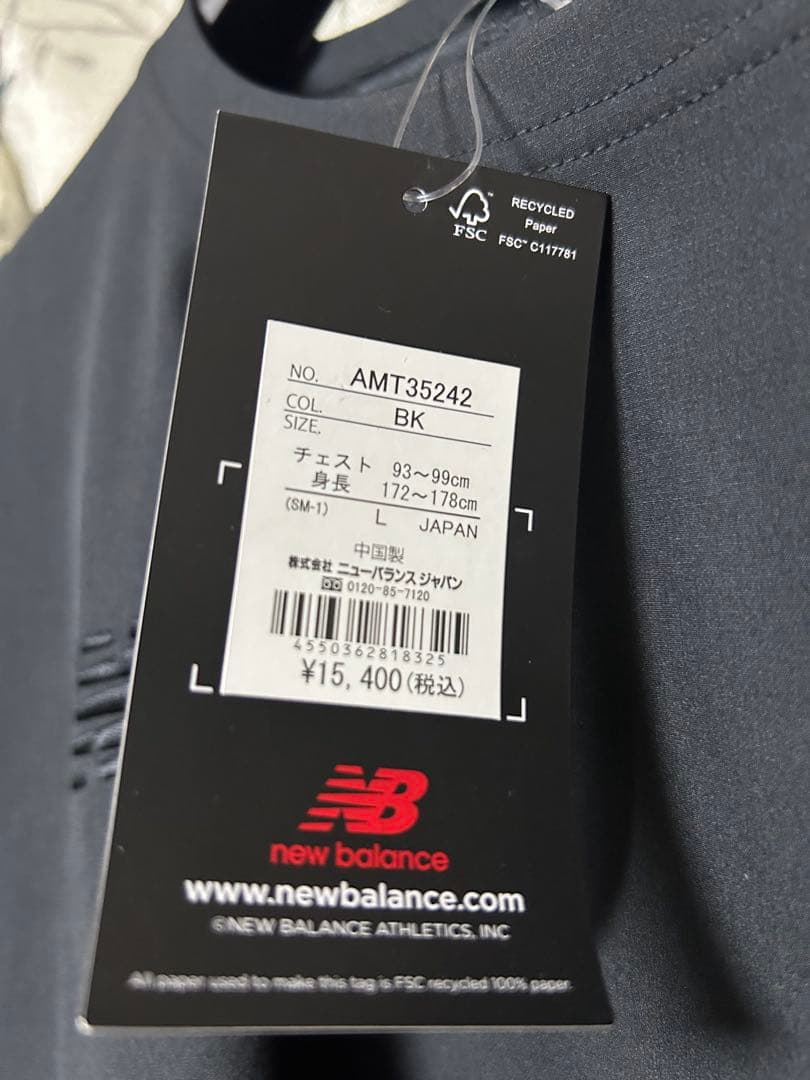 FSC
RECYCLED
Paper
FSC™ C117781
NO. AMT35242
COL. BK
SIZE.
チェスト 93～99cm
身長 172～178cm
(SM-1) L JAPAN
中国製
株式会社 ニューバランス ジャパン
0120-85-7120
4550362818325
¥15,400(税込)
NB
new balance
www.newbalance.com
©NEW BALANCE ATHLETICS, INC
All paper used to make this tag is FSC recycled 100% paper.